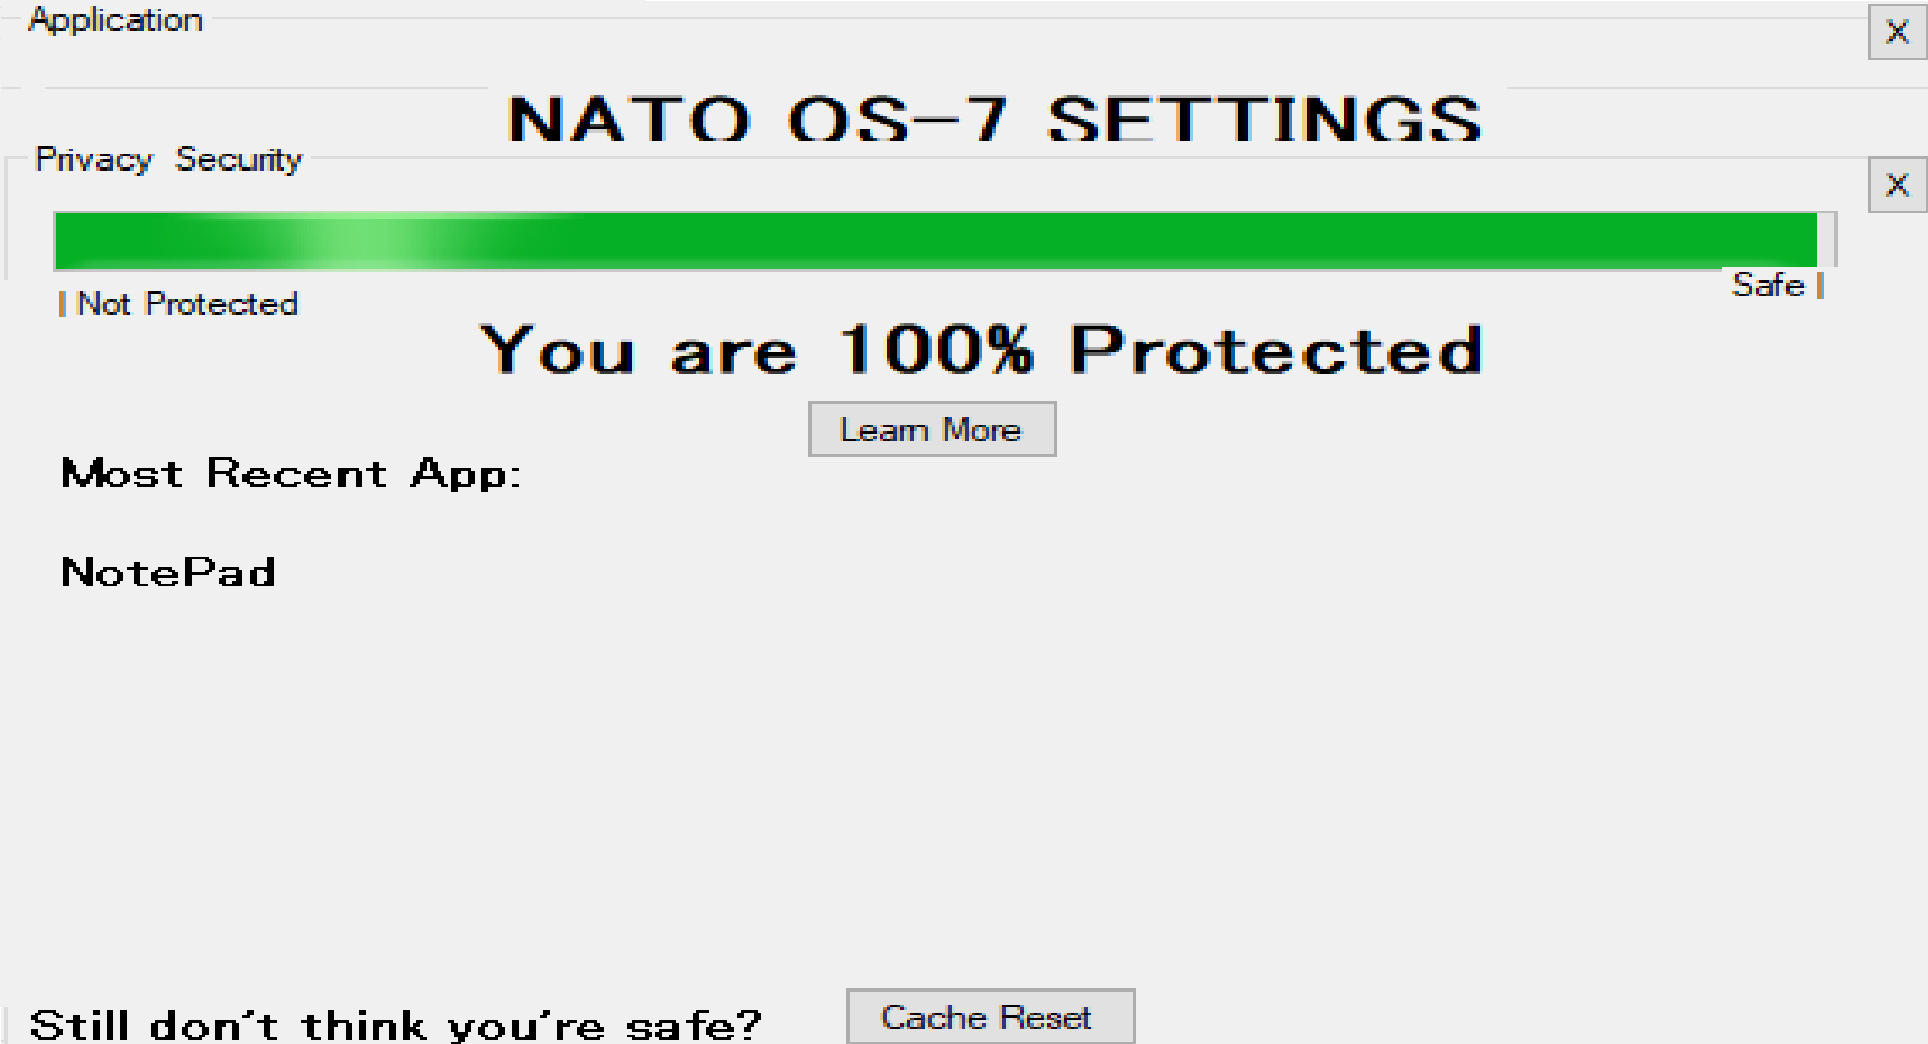 Application
X
NATO OS-7 SETTINGS
Privacy Security
X
Safe
Not Protected
You are 100% Protected
Learn More
Most Recent App:
NotePad
Still don't think you're safe?
Cache Reset